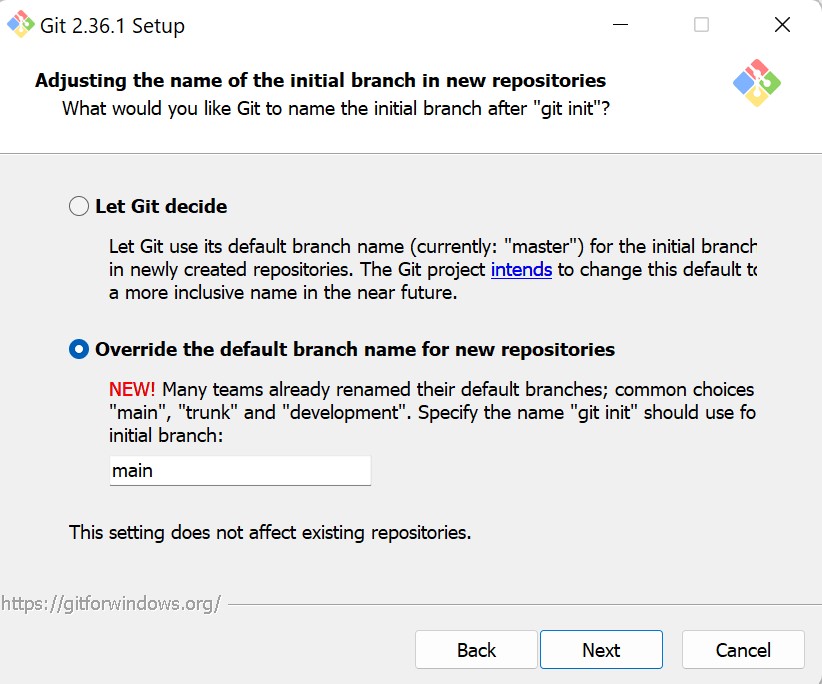 Git 2.36.1 Setup
Adjusting the name of the initial branch in new repositories
What would you like Git to name the initial branch after "git init"?
Let Git decide
Let Git use its default branch name (currently: "master") for the initial branch
in newly created repositories. The Git project intends to change this default to
a more inclusive name in the near future.
Override the default branch name for new repositories
NEW! Many teams already renamed their default branches; common choices
"main", "trunk" and "development". Specify the name "git init" should use fo
initial branch:
main
This setting does not affect existing repositories.
https://gitforwindows.org/
Back
Next
Cancel